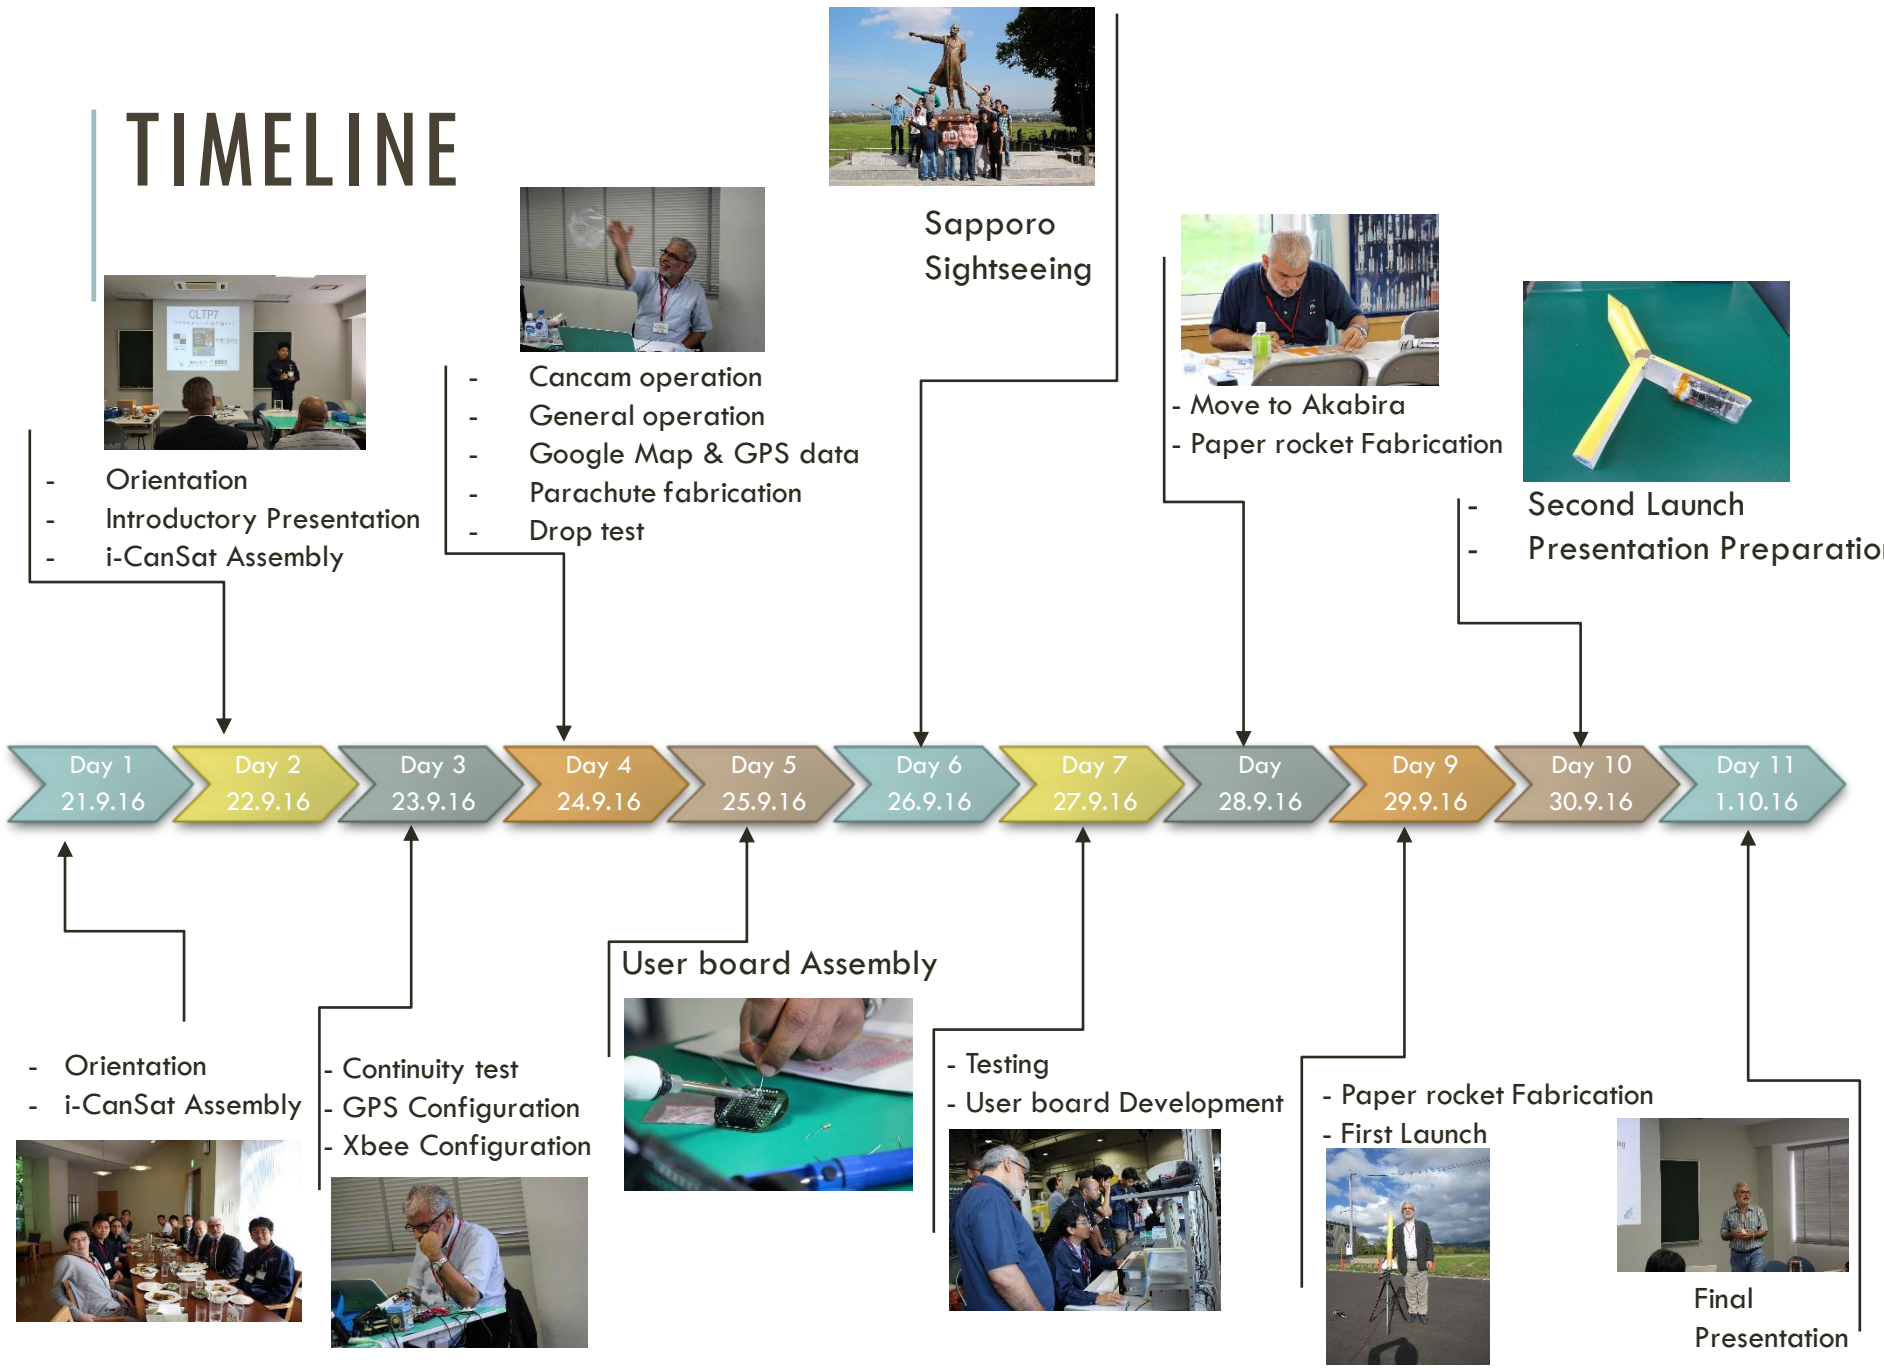 TIMELINE
CLTP7
Sapporo
Sightseeing
- Orientation
- Introductory Presentation
- i-CanSat Assembly
- Cancam operation
- General operation
- Google Map & GPS data
- Parachute fabrication
- Drop test
- Move to Akabira
- Paper rocket Fabrication
- Second Launch
- Presentation Preparation
Day 1
21.9.16
Day 2
22.9.16
Day 3
23.9.16
Day 4
24.9.16
Day 5
25.9.16
Day 6
26.9.16
Day 7
27.9.16
Day
28.9.16
Day 9
29.9.16
Day 10
30.9.16
Day 11
1.10.16
- Orientation
- i-CanSat Assembly
- Continuity test
- GPS Configuration
- Xbee Configuration
User board Assembly
- Testing
- User board Development
- Paper rocket Fabrication
- First Launch
Final
Presentation